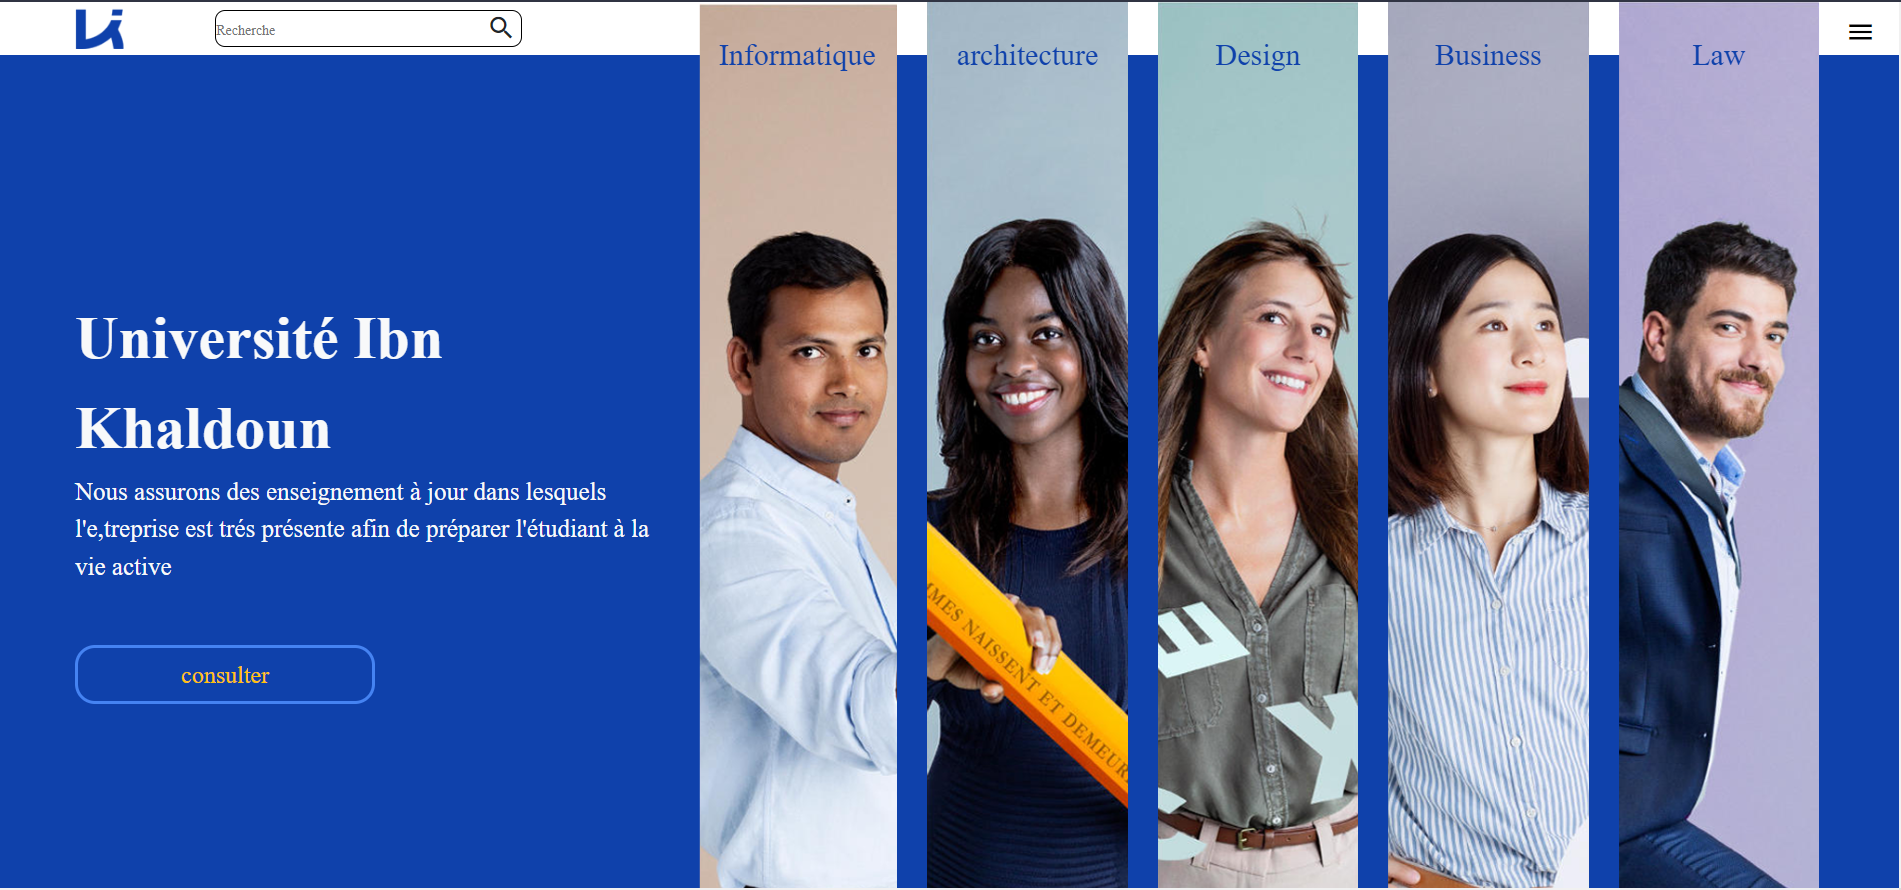 Recherche
Informatique
architecture
Design
Business
Law
Université Ibn
Khaldoun
Nous assurons des enseignement à jour dans lesquels
l'e,treprise est trés présente afin de préparer l'étudiant à la
vie active
consulter
MES NAISSENT ET DEMEUR
E
X
C